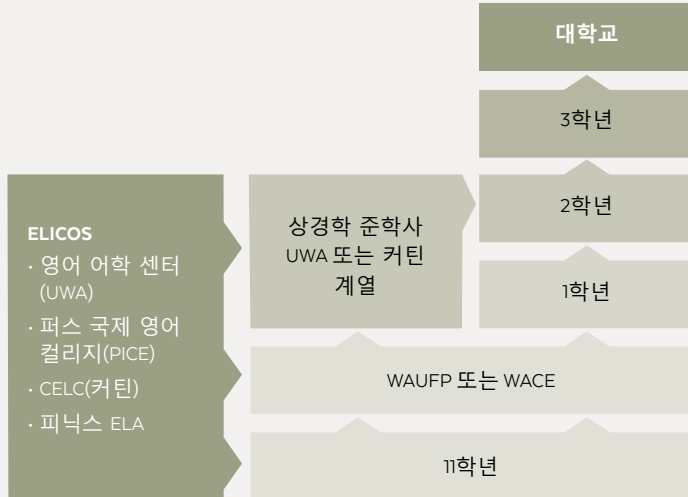 대학교
3학년
2학년
1학년
ELICOS
· 영어 어학 센터
(UWA)
· 퍼스 국제 영어
컬리지(PICE)
· CELC(커틴)
· 피닉스 ELA
상경학 준학사
UWA 또는 커틴
계열
WAUFP 또는 WACE
11학년